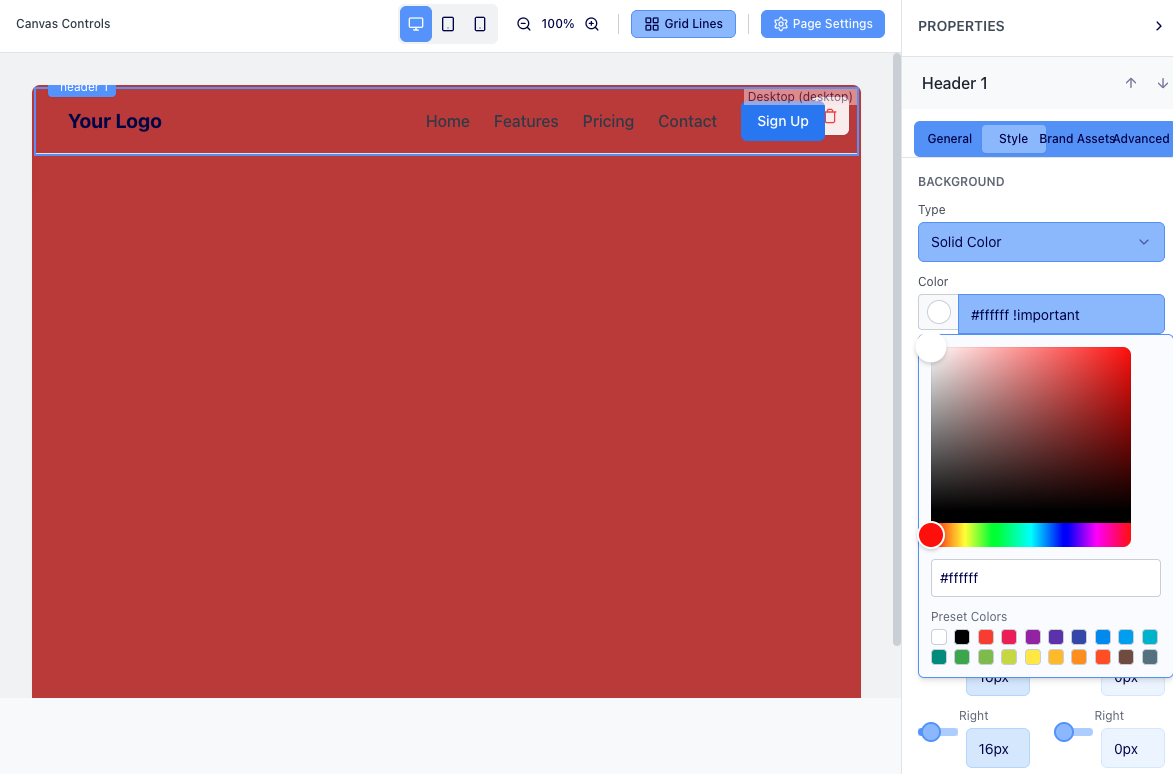 Canvas Controls
100%
Grid Lines
Page Settings
PROPERTIES
header 1
Desktop (desktop)
Your Logo
Home
Features
Pricing
Contact
Sign Up
Header 1
General
Style
Brand Assets
Advanced
BACKGROUND
Type
Solid Color
Color
#ffffff !important
#ffffff
Preset Colors
16px
0px
Right
Right
16px
0px